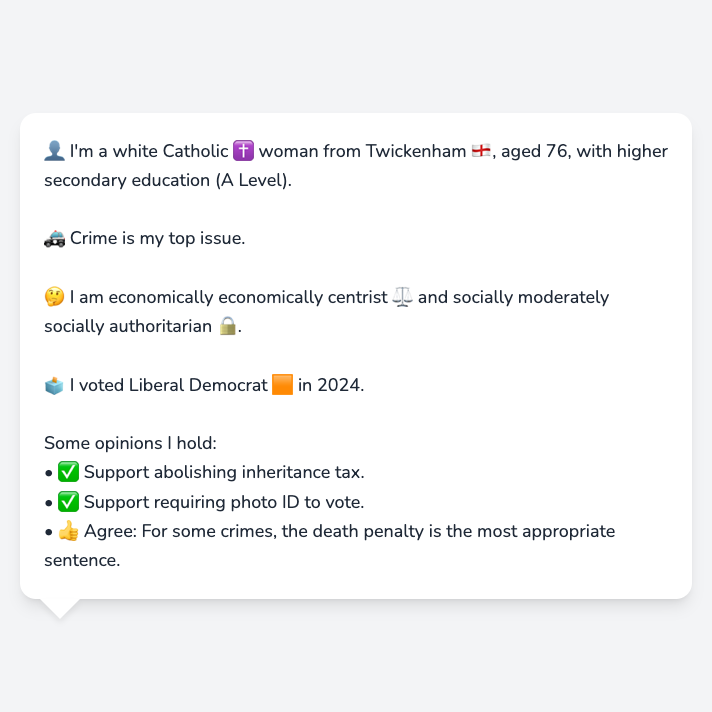 👤 I'm a white Catholic ✝️ woman from Twickenham 🏴󠁧󠁢󠁥󠁮󠁧󠁿, aged 76, with higher
secondary education (A Level).
🚓 Crime is my top issue.
🤔 I am economically economically centrist ⚖️ and socially moderately
socially authoritarian 🔒.
🗳️ I voted Liberal Democrat 🟧 in 2024.
Some opinions I hold:
• ✅ Support abolishing inheritance tax.
• ✅ Support requiring photo ID to vote.
• 👍 Agree: For some crimes, the death penalty is the most appropriate
sentence.